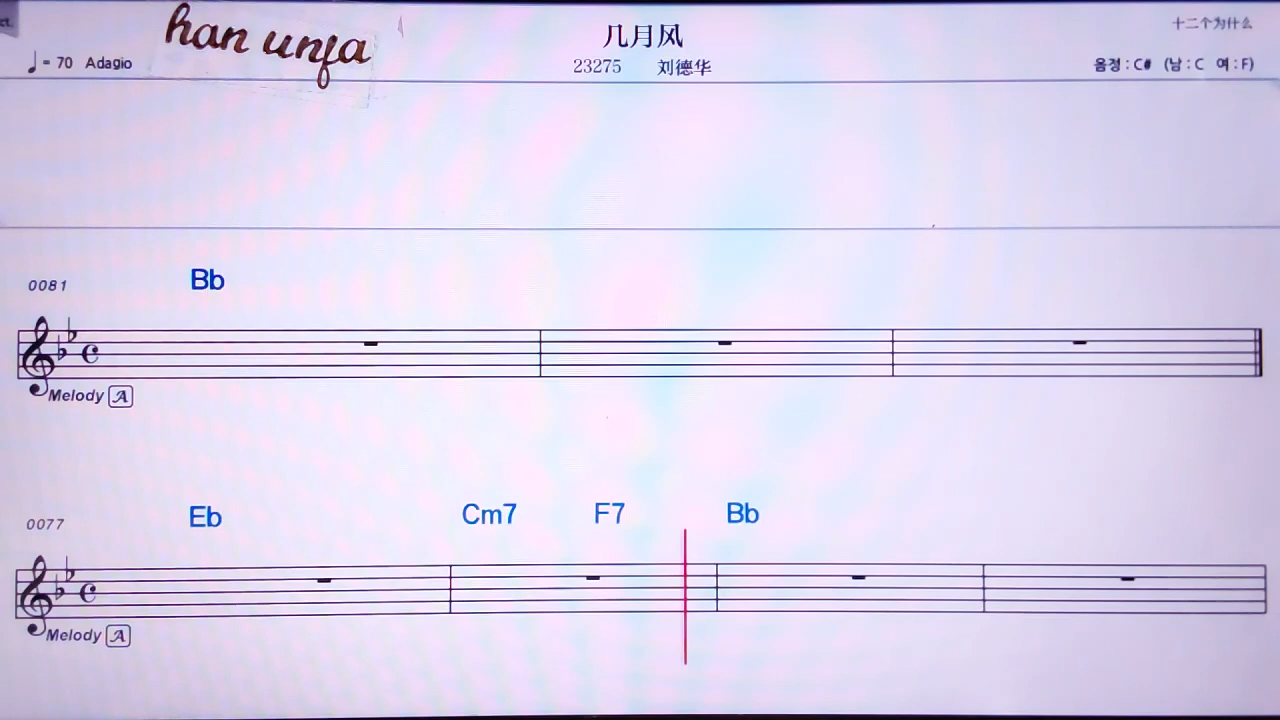 han unfa
几月风
十二个为什么
♩= 70 Adagio
23275 刘德华
음정 : C# (남 : C 여 : F)
0081 Bb
Melody A
0077 Eb Cm7 F7 Bb
Melody A